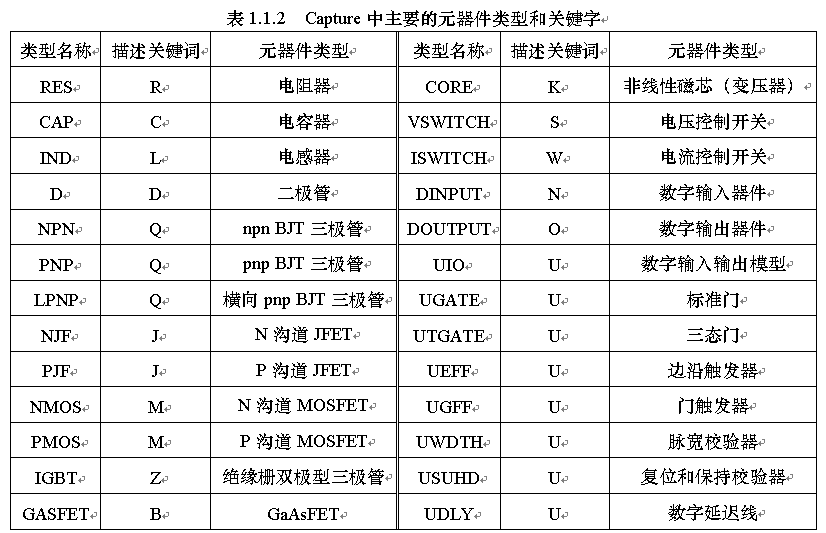 表 1.1.2 Capture 中主要的元器件类型和关键字
类型名称 描述关键词 元器件类型 类型名称 描述关键词 元器件类型
RES R 电阻器 CORE K 非线性磁芯（变压器）
CAP C 电容器 VSWITCH S 电压控制开关
IND L 电感器 ISWITCH W 电流控制开关
D D 二极管 DINPUT N 数字输入器件
NPN Q npn BJT 三极管 DOUTPUT O 数字输出器件
PNP Q pnp BJT 三极管 UIO U 数字输入输出模型
LPNP Q 横向 pnp BJT 三极管 UGATE U 标准门
NJF J N 沟道 JFET UTGATE U 三态门
PJF J P 沟道 JFET UEFF U 边沿触发器
NMOS M N 沟道 MOSFET UGFF U 门触发器
PMOS M P 沟道 MOSFET UWDTH U 脉宽校验器
IGBT Z 绝缘栅双极型三极管 USUHD U 复位和保持校验器
GASFET B GaAsFET UDLY U 数字延迟线